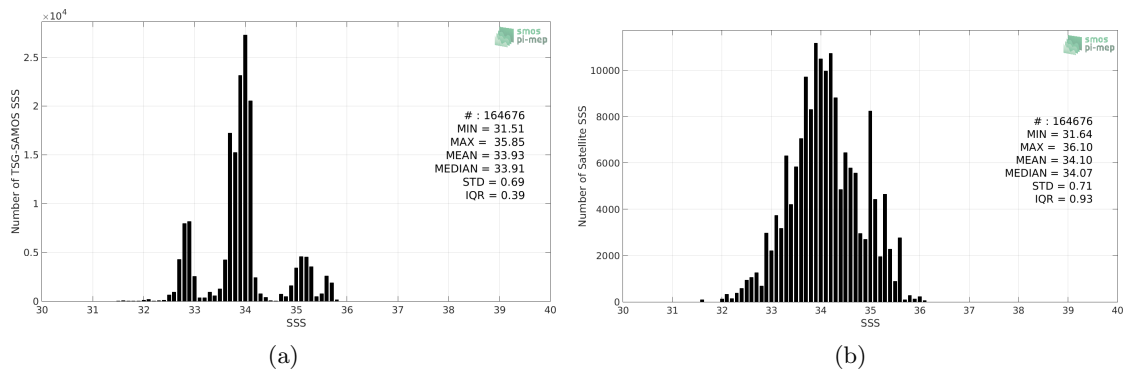 ×10⁴
2.5
2
1.5
1
0.5
0
Number of TSG-SAMOS SSS
30 31 32 33 34 35 36 37 38 39 40
SSS
smos
pi-mep
# : 164676
MIN = 31.51
MAX = 35.85
MEAN = 33.93
MEDIAN = 33.91
STD = 0.69
IQR = 0.39
(a)
10000
8000
6000
4000
2000
0
Number of Satellite SSS
30 31 32 33 34 35 36 37 38 39 40
SSS
smos
pi-mep
# : 164676
MIN = 31.64
MAX = 36.10
MEAN = 34.10
MEDIAN = 34.07
STD = 0.71
IQR = 0.93
(b)